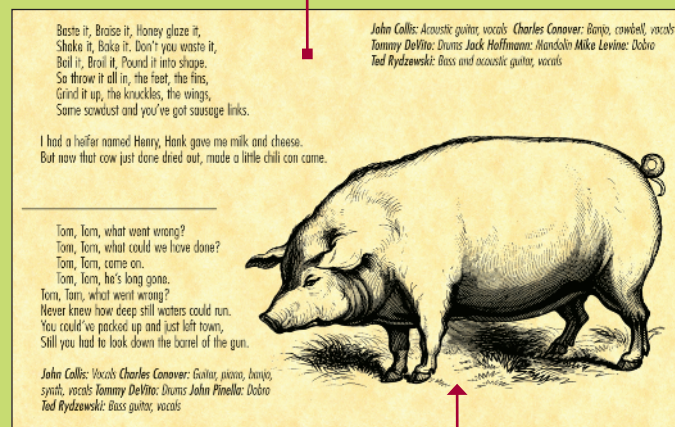 Baste it, Braise it, Honey glaze it,
Shake it, Bake it. Don't you waste it,
Boil it, Broil it, Pound it into shape.
So throw it all in, the feet, the fins,
Grind it up, the knuckles, the wings,
Some sawdust and you've got sausage links.
I had a heifer named Henry, Hank gave me milk and cheese.
But now that cow just done dried out, made a little chili con carne.
John Collis: Acoustic guitar, vocals Charles Conover: Banjo, cowbell, vocals
Tommy DeVito: Drums Jack Hoffmann: Mandolin Mike Levine: Dobro
Ted Rydzewski: Bass and acoustic guitar, vocals
Tom, Tom, what went wrong?
Tom, Tom, what could we have done?
Tom, Tom, come on.
Tom, Tom, he's long gone.
Tom, Tom, what went wrong?
Never knew how deep still waters could run.
You could've packed up and just left town,
Still you had to look down the barrel of the gun.
John Collis: Vocals Charles Conover: Guitar, piano, banjo,
synth, vocals Tommy DeVito: Drums John Pinella: Dobro
Ted Rydzewski: Bass guitar, vocals